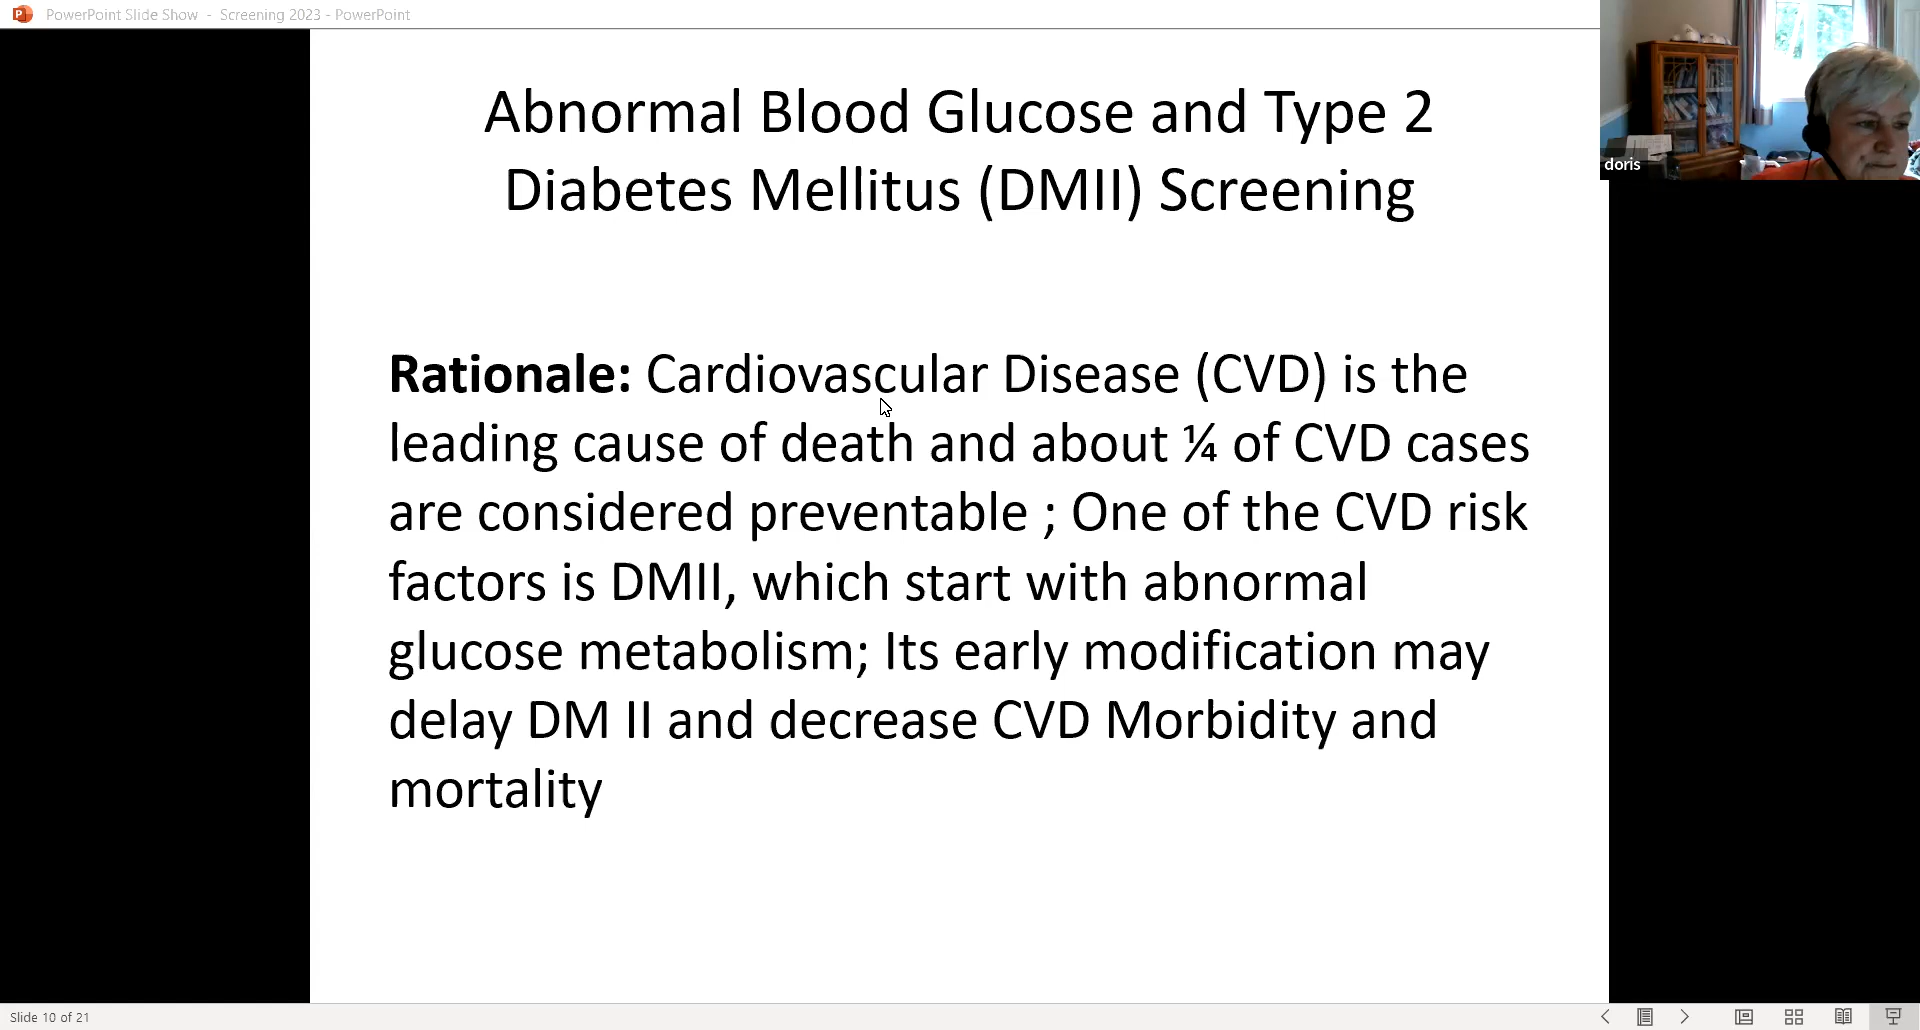 PowerPoint Slide Show - Screening 2023 - PowerPoint
doris
Abnormal Blood Glucose and Type 2
Diabetes Mellitus (DMII) Screening
Rationale: Cardiovascular Disease (CVD) is the
leading cause of death and about ¼ of CVD cases
are considered preventable ; One of the CVD risk
factors is DMII, which start with abnormal
glucose metabolism; Its early modification may
delay DM II and decrease CVD Morbidity and
mortality
Slide 10 of 21